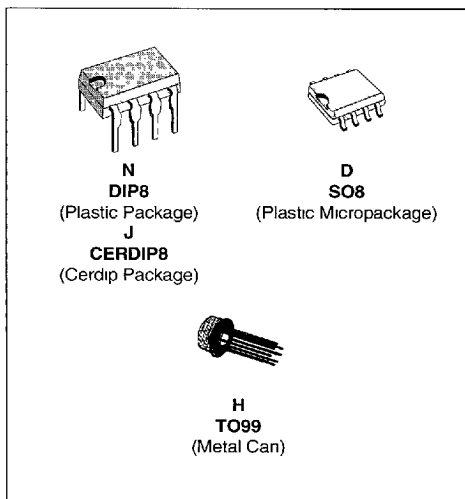 N
DIP8
(Plastic Package)
J
CERDIP8
(Cerdip Package)
D
SO8
(Plastic Micropackage)
H
TO99
(Metal Can)